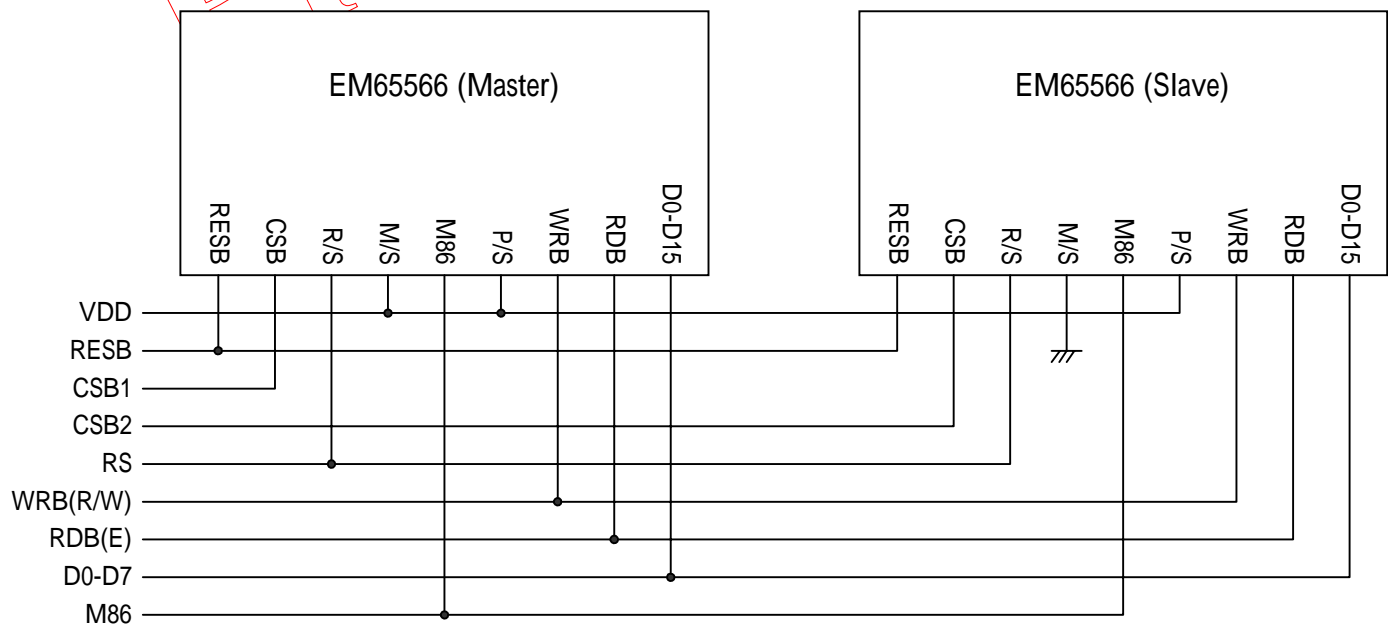 EM65566 (Master)
EM65566 (Slave)
RESB
CSB
R/S
M/S
M86
P/S
WRB
RDB
D0-D15
RESB
CSB
R/S
M/S
M86
P/S
WRB
RDB
D0-D15
VDD
RESB
CSB1
CSB2
RS
WRB(R/W)
RDB(E)
D0-D7
M86